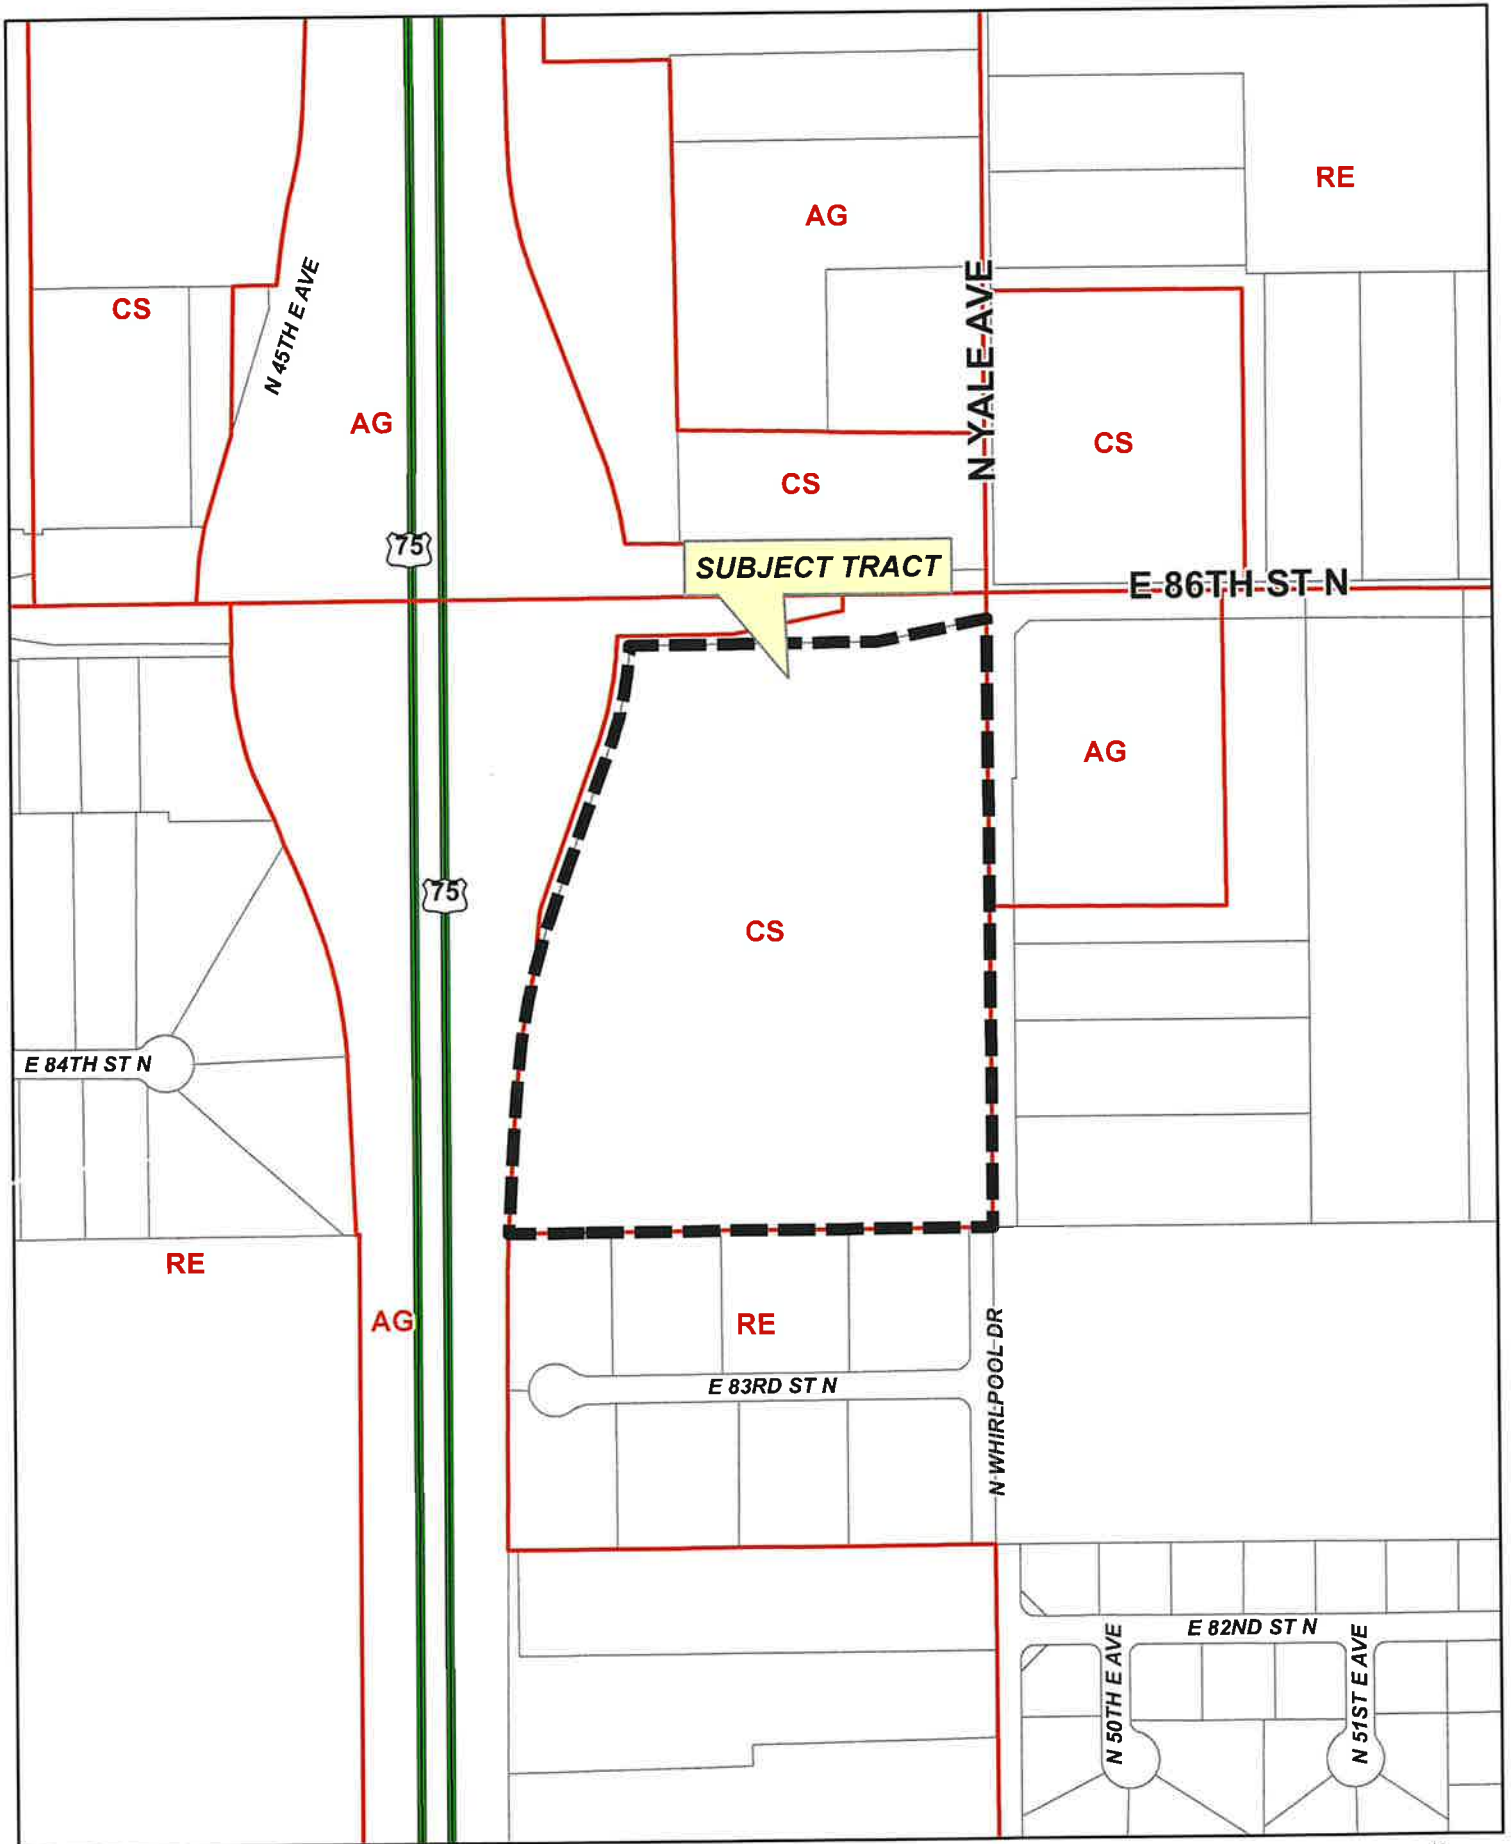 RE
AG
N 45TH E AVE
CS
N YALE AVE
AG
CS
CS
75
SUBJECT TRACT
E 86TH ST N
AG
75
CS
E 84TH ST N
RE
AG
RE
N WHIRLPOOL DR
E 83RD ST N
E 82ND ST N
N 50TH E AVE
N 51ST E AVE